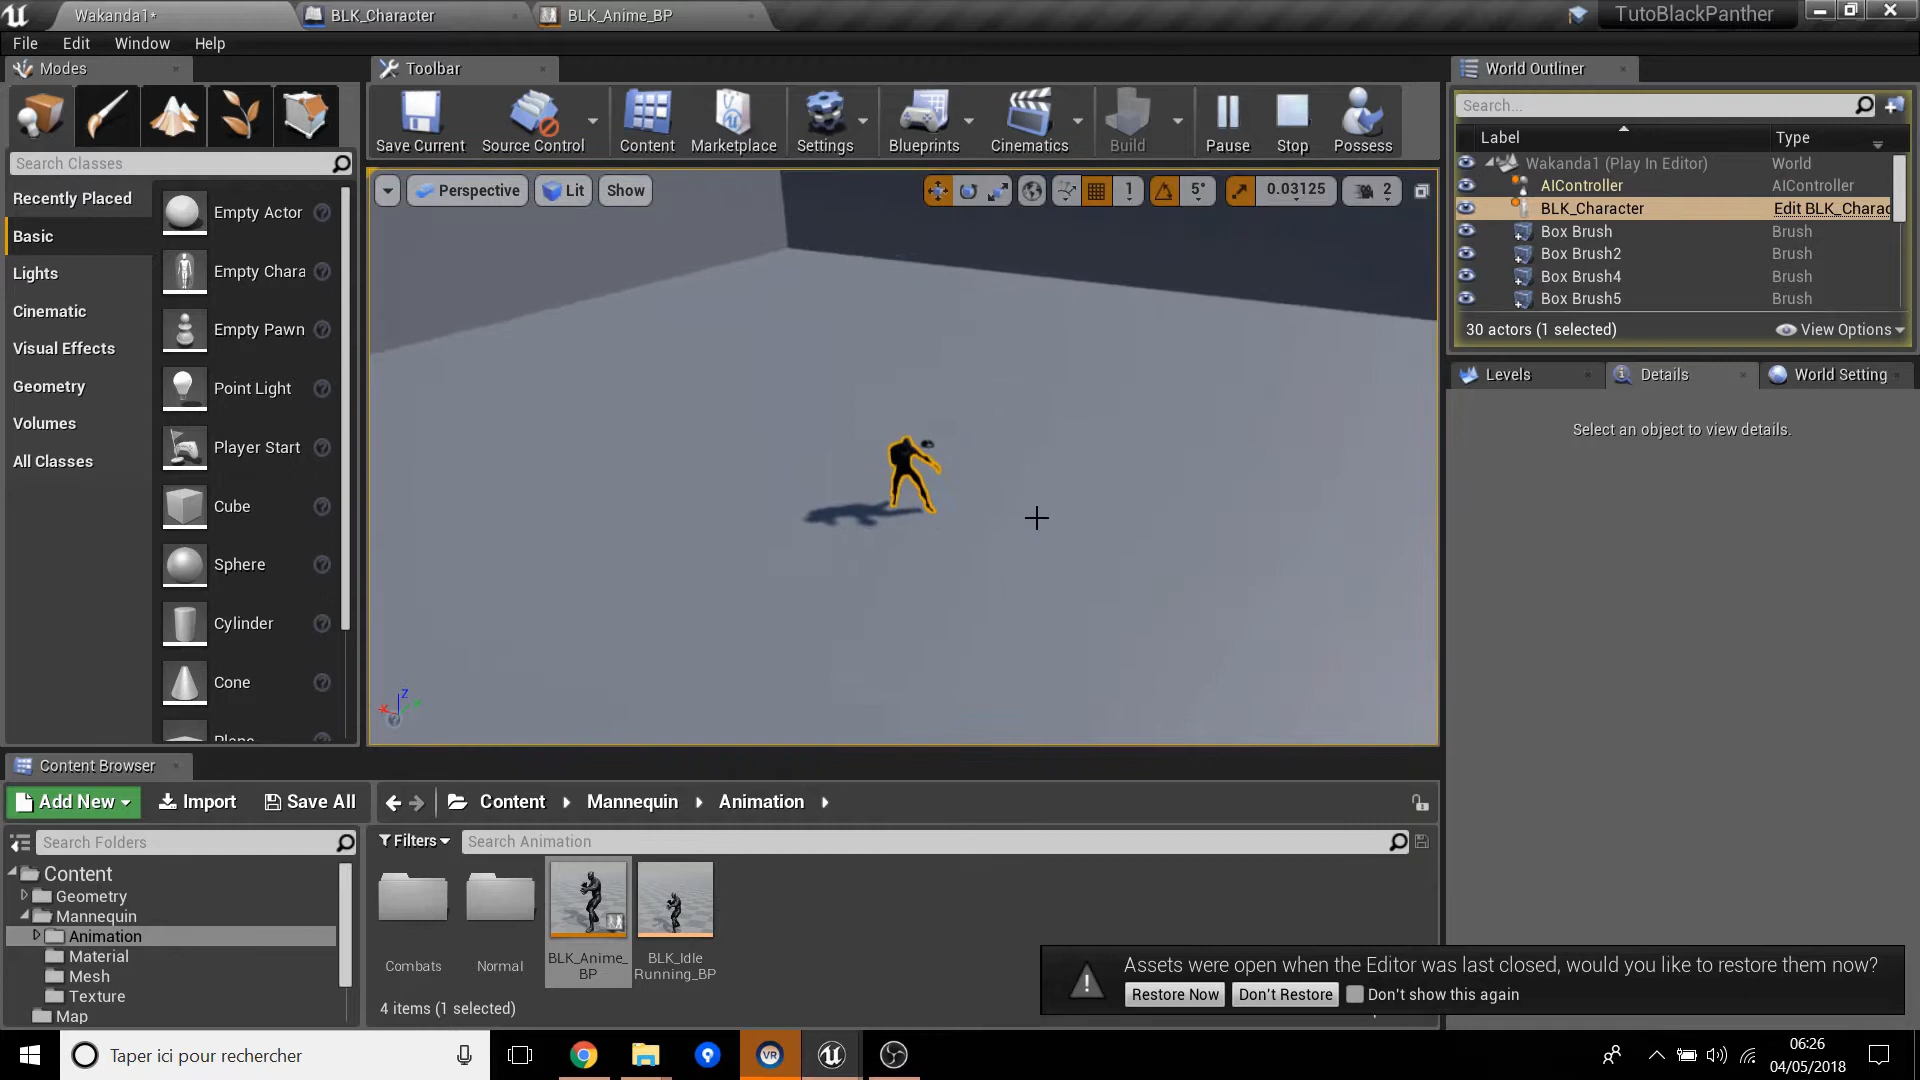 Wakanda1*
BLK_Character
BLK_Anime_BP
TutoBlackPanther
File Edit Window Help
Modes
Toolbar
World Outliner
Save Current
Source Control
Content
Marketplace
Settings
Blueprints
Cinematics
Build
Pause
Stop
Possess
Search Classes
Recently Placed
Basic
Lights
Cinematic
Visual Effects
Geometry
Volumes
All Classes
Empty Actor
Empty Chara
Empty Pawn
Point Light
Player Start
Cube
Sphere
Cylinder
Cone
Plane
Perspective
Lit
Show
1
5°
0.03125
2
Z
Search...
Label Type
Wakanda1 (Play In Editor) World
AIController AIController
BLK_Character Edit BLK_Charac
Box Brush Brush
Box Brush2 Brush
Box Brush4 Brush
Box Brush5 Brush
30 actors (1 selected)
View Options
Levels
Details
World Setting
Select an object to view details.
Content Browser
Add New
Import
Save All
Content
Mannequin
Animation
Search Folders
Filters
Search Animation
Content
Geometry
Mannequin
Animation
Material
Mesh
Texture
Map
Combats
Normal
BLK_Anime_
BP
BLK_Idle
Running_BP
4 items (1 selected)
Assets were open when the Editor was last closed, would you like to restore them now?
Restore Now
Don't Restore
Don't show this again
Taper ici pour rechercher
VR
06:26
04/05/2018